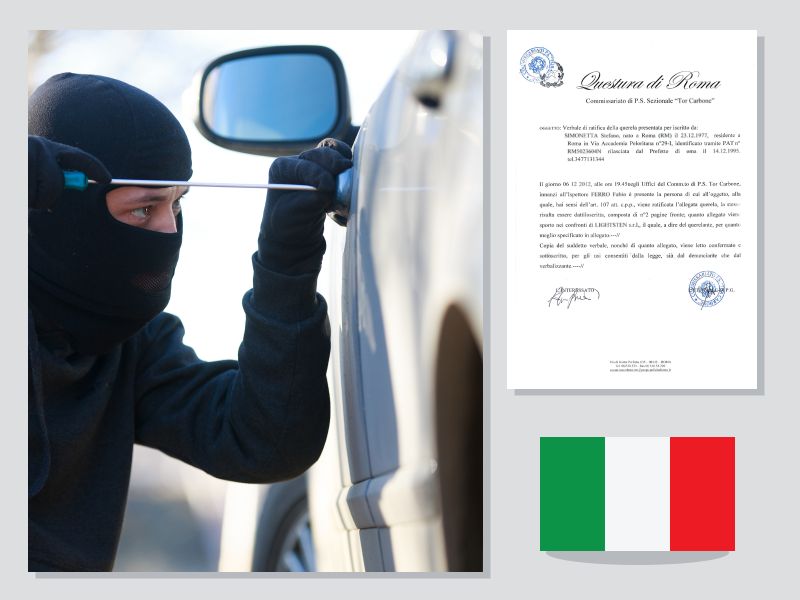 Questura di Roma
Commissariato di P.S. Sezionale "Tor Carbone"
OGGETTO: Verbale di ratifica della querela presentata per iscritto da:
SIMONETTA Stefano, nato a Roma (RM) il 23.12.1977, residente a
Roma in Via Accademia Peloritana n°29-I, identificato tramite PAT n°
RM5023604N rilasciata dal Prefetto di oma il 14.12.1995.
tel.3477131344
Il giorno 06 12 2012, alle ore 19.45negli Uffici del Comm.to di P.S. Tor Carbone,
innanzi all'Ispettore FERRO Fabio è presente la persona di cui all'oggetto, alla
quale, hai sensi dell'art. 107 att. c.p.p., viene ratificata l'allegata querela, la
risulta essere dattiloscritta, composta di n°2 pagine fronte, quanto allegato
sporto nei confronti di LIGHTSTEN s.r.l., il quale, a dire del querelante, per quanto
meglio specificato in allegato.---//
Copia del suddetto verbale, nonché di quanto allegato, viene letto confermato e
sottoscritto, per gli usi consentiti dalla legge, sia dal denunciante che dal
verbalizzante.----//
L'INTERESSATO
P.G.